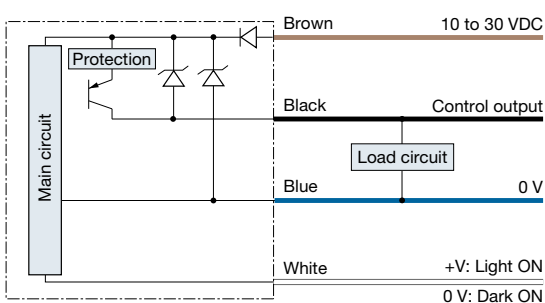 Brown 10 to 30 VDC
Protection
Black Control output
Main circuit
Load circuit
Blue 0 V
White +V: Light ON
0 V: Dark ON